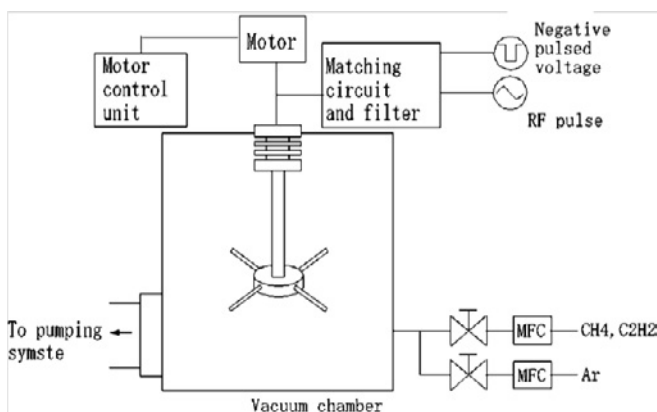 Motor
Motor
control
unit
Matching
circuit
and filter
Negative
pulsed
voltage
RF pulse
To pumping
symste
MFC
CH4, C2H2
MFC
Ar
Vacuum chamber